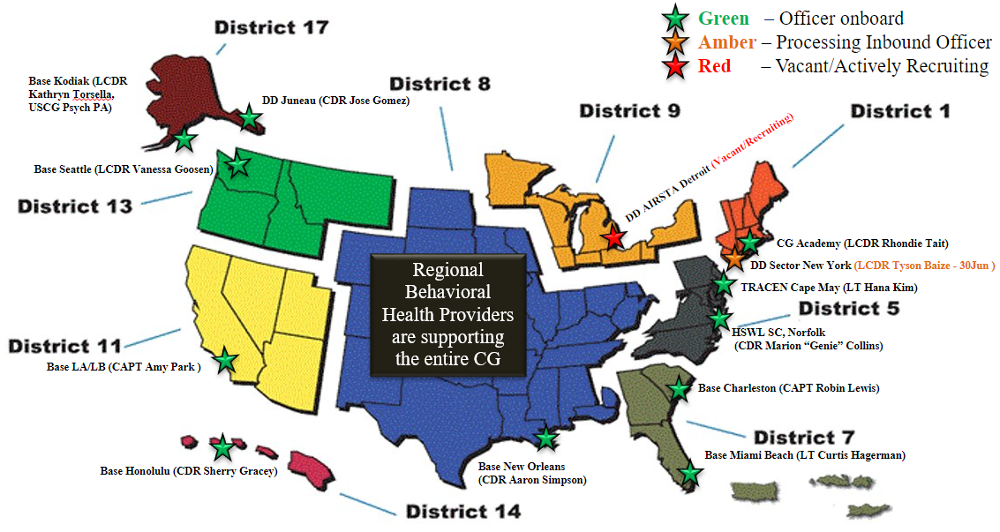 Green – Officer onboard
Amber – Processing Inbound Officer
Red – Vacant/Actively Recruiting
District 17
Base Kodiak (LCDR
Kathryn Torsella,
USCG Psych PA)
DD Juneau (CDR Jose Gomez)
District 8
District 9
District 1
DD AIRSTA Detroit (Vacant/Recruiting)
Base Seattle (LCDR Vanessa Goosen)
District 13
CG Academy (LCDR Rhondie Tait)
DD Sector New York (LCDR Tyson Baize - 30Jun )
TRACEN Cape May (LT Hana Kim)
District 5
HSWL SC, Norfolk
(CDR Marion “Genie” Collins)
Regional
Behavioral
Health Providers
are supporting
the entire CG
District 11
Base LA/LB (CAPT Amy Park )
Base Charleston (CAPT Robin Lewis)
District 7
Base Miami Beach (LT Curtis Hagerman)
Base New Orleans
(CDR Aaron Simpson)
Base Honolulu (CDR Sherry Gracey)
District 14